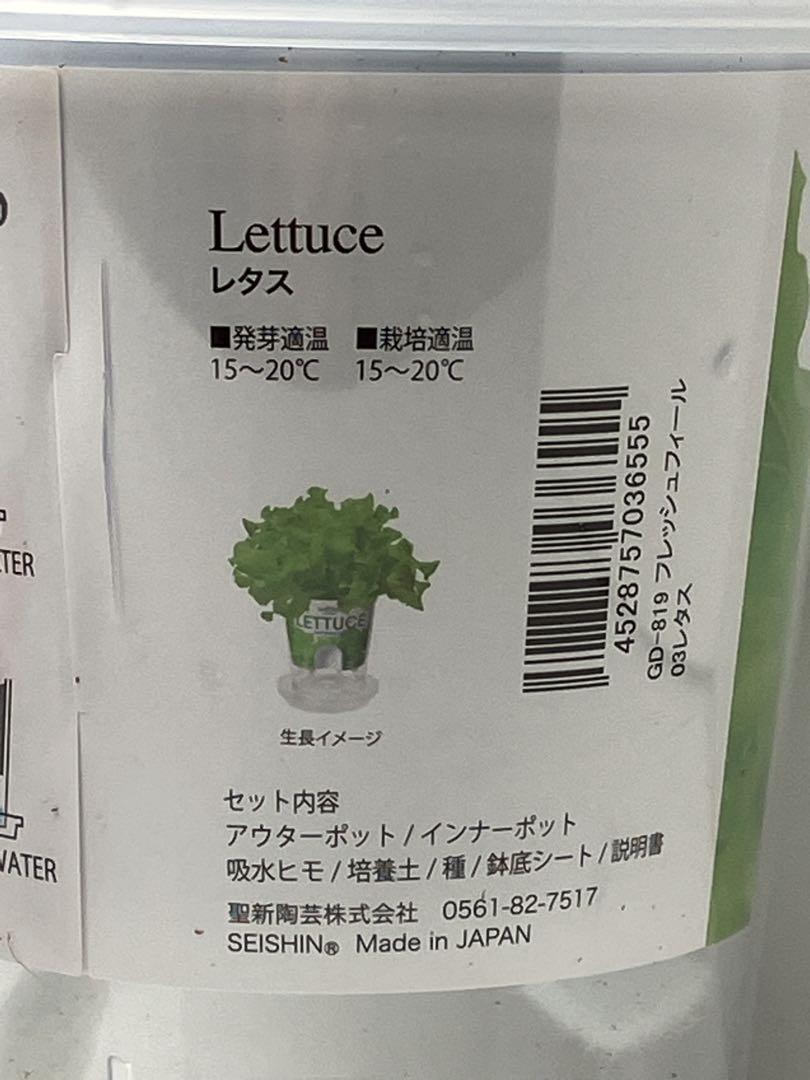 Lettuce
レタス
■発芽適温 ■栽培適温
15～20℃ 15～20℃
LETTUCE
生長イメージ
4528757036555
GD-819 フレッシュフィール
03レタス
セット内容
アウターポット / インナーポット
吸水ヒモ / 培養土 / 種 / 鉢底シート / 説明書
聖新陶芸株式会社 0561-82-7517
SEISHIN® Made in JAPAN
TER
WATER